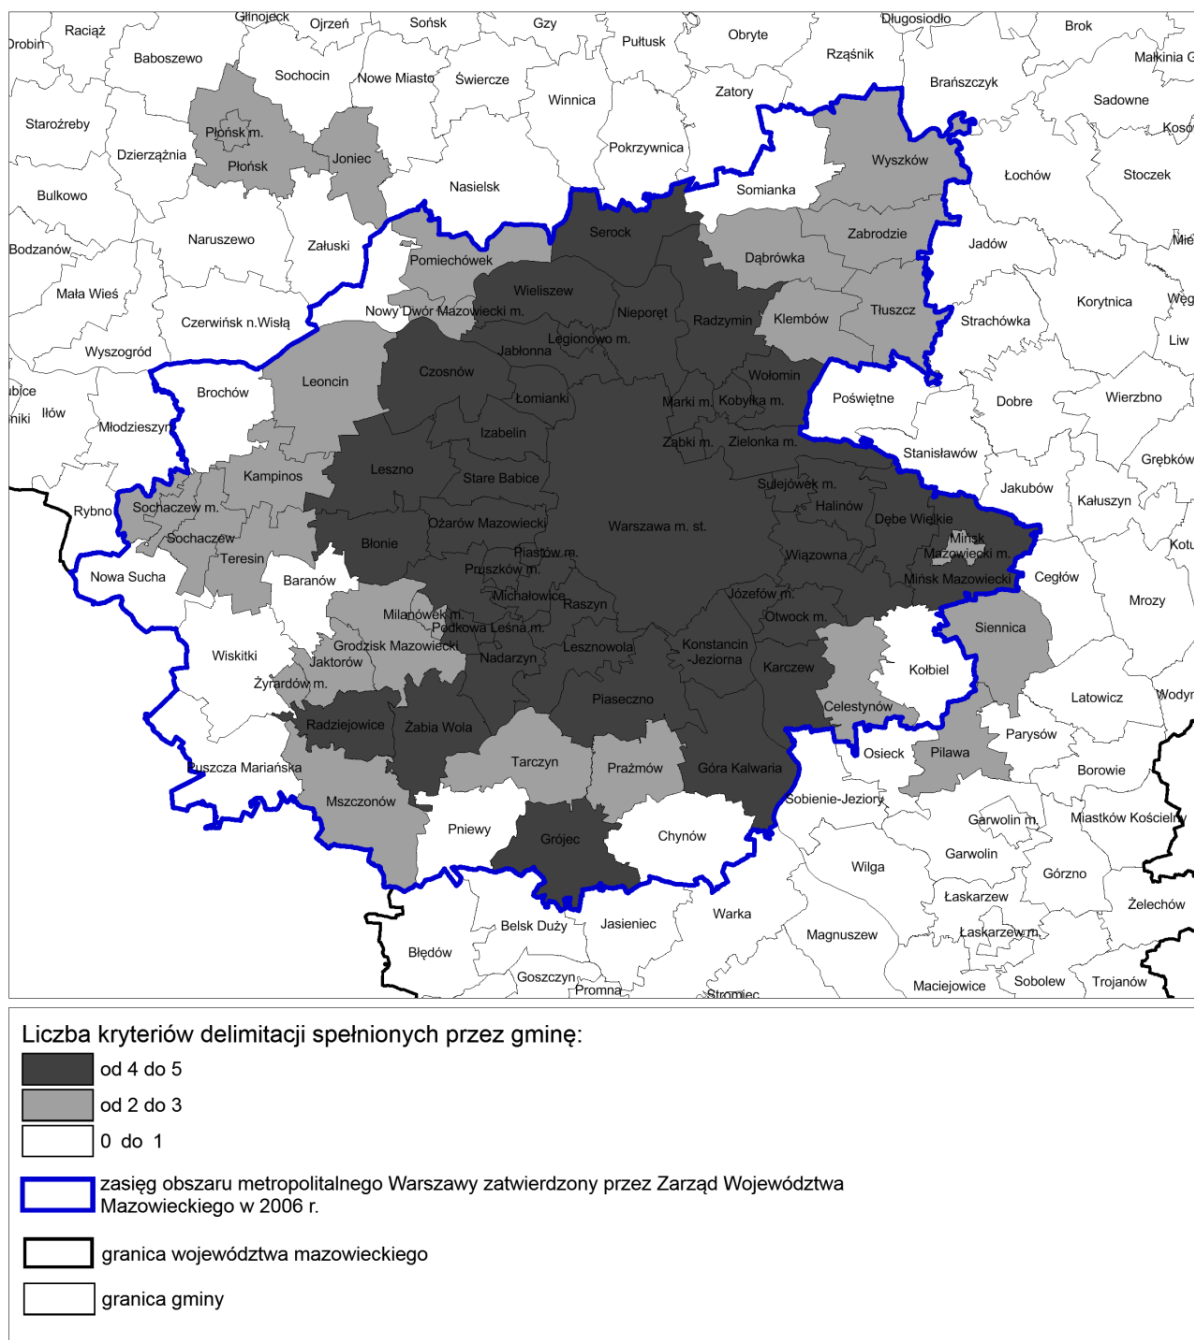 Glinojeck
Ojrzeń
Sońsk
Gzy
Długosiodło
Raciąż
Obryte
Brok
Drobin
Baboszewo
Pułtusk
Rząśnik
Małkinia G
Sochocin
Nowe Miasto
Świercze
Brańszczyk
Winnica
Zatory
Sadowne
Staroźreby
Płońsk m.
Kosów
Dzierzążnia
Pokrzywnica
Joniec
Wyszków
Płońsk
Łochów
Stoczek
Nasielsk
Somianka
Bulkowo
Serock
Zabrodzie
Naruszewo
Załuski
Jadów
Bodzanów
Pomiechówek
Dąbrówka
Mała Wieś
Wieliszew
Korytnica
Węg
Nowy Dwór Mazowiecki m.
Nieporęt
Tłuszcz
Czerwińsk n.Wisłą
Radzymin
Klembów
Strachówka
Legionowo m.
Liw
Wyszogród
Jabłonna
Czosnów
Wołomin
Leoncin
Brochów
Łomianki
Marki m.
Kobyłka m.
Poświętne
Dobre
Wierzbno
Iłów
Młodzieszyn
Izabelin
Ząbki m.
Zielonka m.
Stanisławów
Leszno
Grębków
Kampinos
Stare Babice
Sulejówek m.
Jakubów
Kałuszyn
Rybno
Sochaczew m.
Halinów
Ożarów Mazowiecki
Warszawa m. st.
Dębe Wielkie
Sochaczew
Błonie
Mińsk
Mazowiecki m.
Teresin
Piastów m.
Wiązowna
Pruszków m.
Nowa Sucha
Baranów
Mińsk Mazowiecki
Cegłów
Michałowice
Józefów m.
Mrozy
Raszyn
Milanówek m.
Otwock m.
Podkowa Leśna m.
Siennica
Grodzisk Mazowiecki
Lesznowola
Konstancin
-Jeziorna
Wiskitki
Jaktorów
Nadarzyn
Karczew
Kołbiel
Żyrardów m.
Piaseczno
Latowicz
Wodyn
Celestynów
Radziejowice
Żabia Wola
Parysów
Osieck
Pilawa
Puszcza Mariańska
Tarczyn
Prażmów
Góra Kalwaria
Borowie
Mszczonów
Sobienie-Jeziory
Garwolin m.
Miastków Kościelny
Pniewy
Grójec
Chynów
Garwolin
Wilga
Górzno
Łaskarzew
Żelechów
Warka
Belsk Duży
Jasieniec
Łaskarzew m.
Magnuszew
Błędów
Goszczyn
Promna
Stromiec
Maciejowice
Sobolew
Trojanów
Liczba kryteriów delimitacji spełnionych przez gminę:
od 4 do 5
od 2 do 3
0 do 1
zasięg obszaru metropolitalnego Warszawy zatwierdzony przez Zarząd Województwa
Mazowieckiego w 2006 r.
granica województwa mazowieckiego
granica gminy